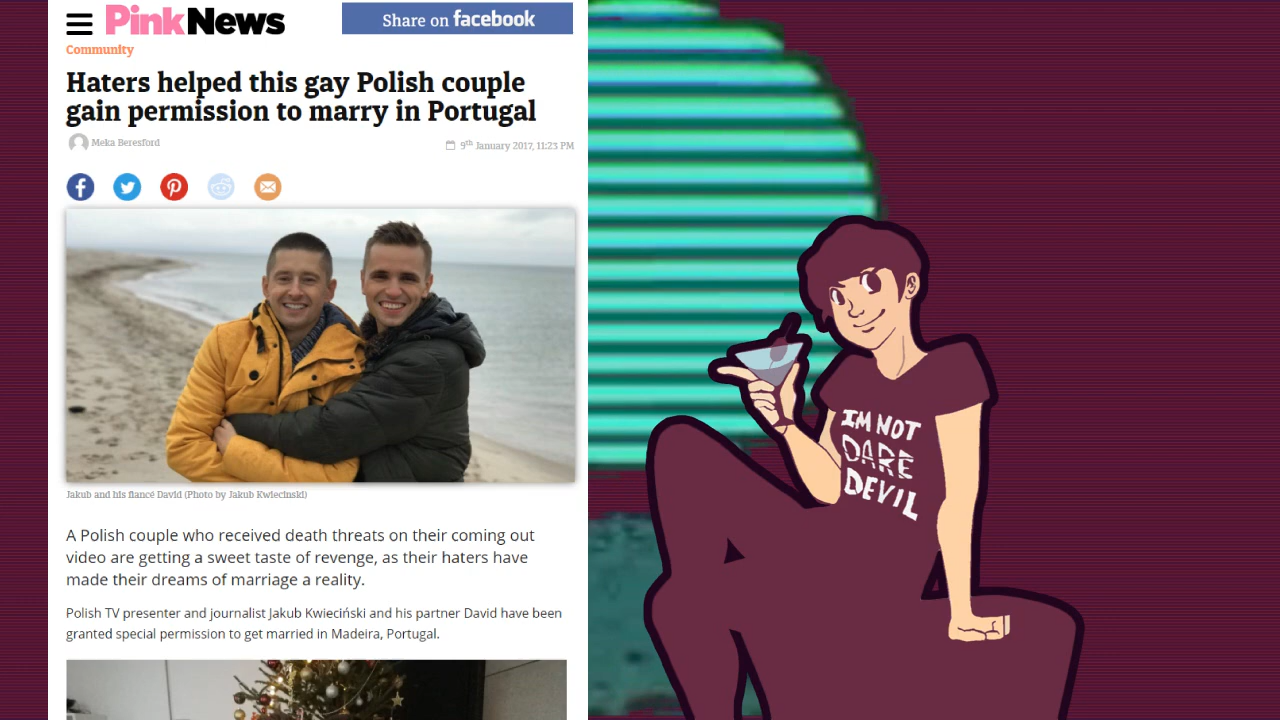 PinkNews
Share on facebook
Community
Haters helped this gay Polish couple
gain permission to marry in Portugal
Meka Beresford
9th January 2017, 11:23 PM
Jakub and his fiancé David (Photo by Jakub Kwiecinski)
A Polish couple who received death threats on their coming out
video are getting a sweet taste of revenge, as their haters have
made their dreams of marriage a reality.
Polish TV presenter and journalist Jakub Kwieciński and his partner David have been
granted special permission to get married in Madeira, Portugal.
IM NOT
DARE
DEVIL